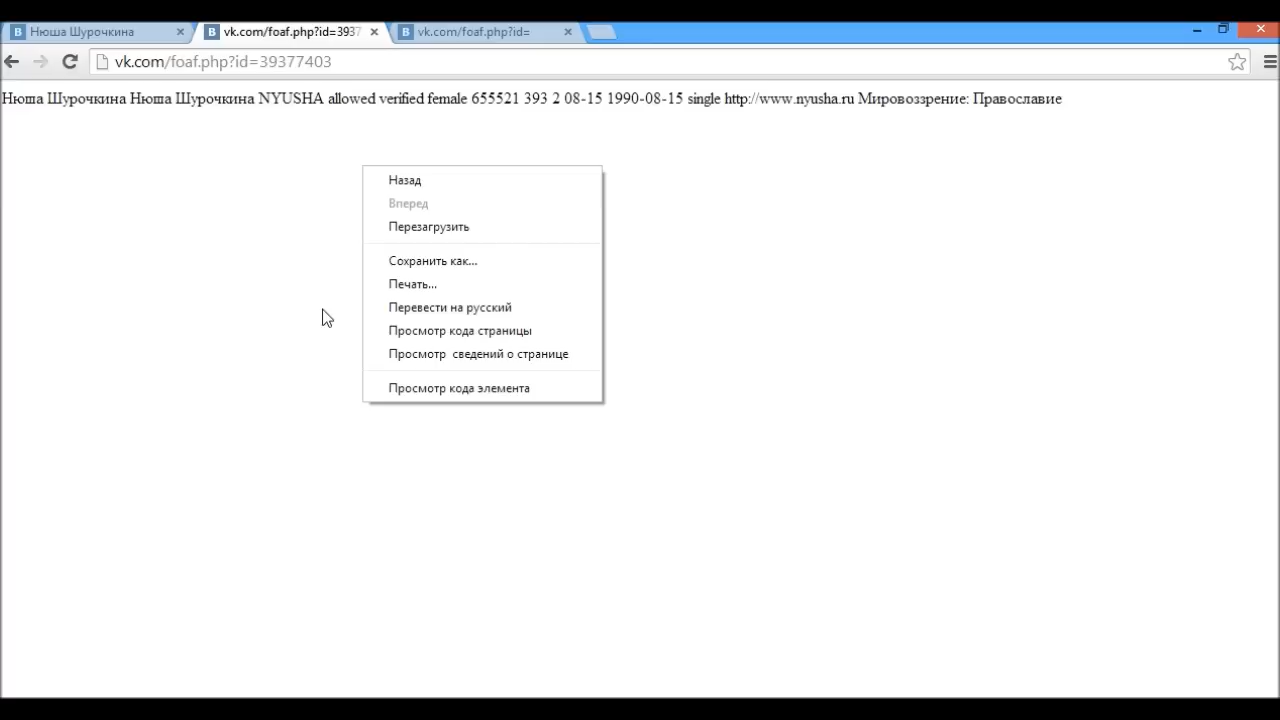 Нюша Шурочкина
vk.com/foaf.php?id=3937
vk.com/foaf.php?id=
vk.com/foaf.php?id=39377403
Нюша Шурочкина Нюша Шурочкина NYUSHA allowed verified female 655521 393 2 08-15 1990-08-15 single http://www.nyusha.ru Мировоззрение: Православие
Назад
Вперед
Перезагрузить
Сохранить как...
Печать...
Перевести на русский
Просмотр кода страницы
Просмотр сведений о странице
Просмотр кода элемента